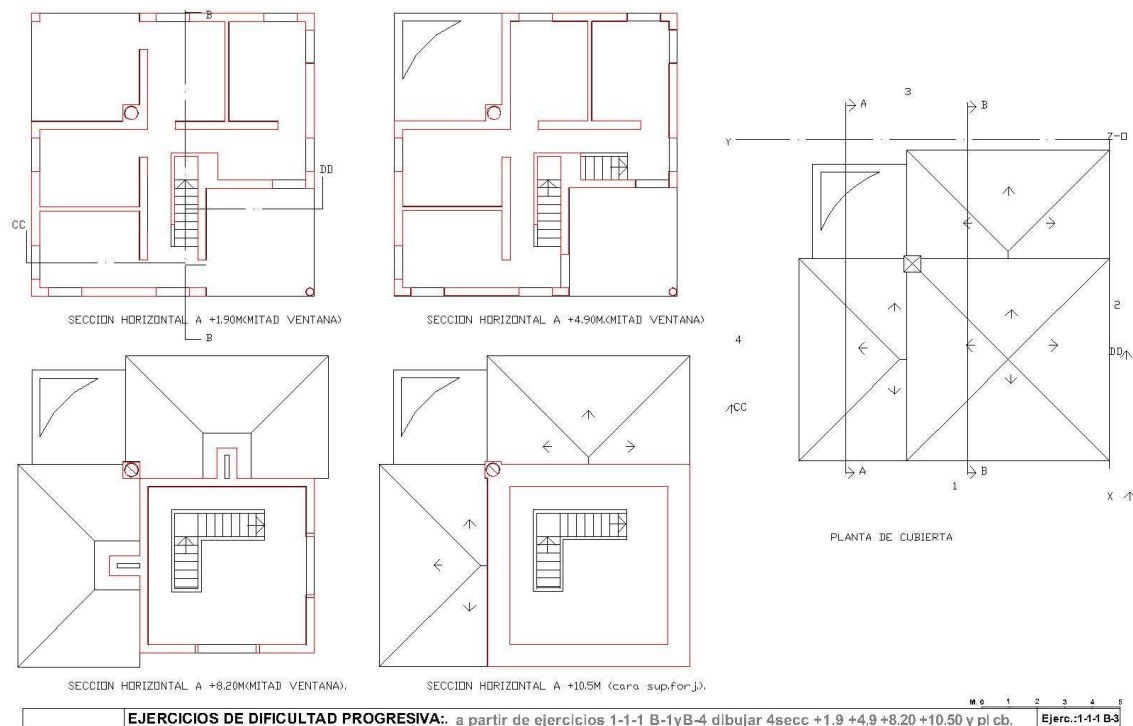 B
DD
CC
SECCION HORIZONTAL A +1.90M(MITAD VENTANA)
B
SECCION HORIZONTAL A +4.90M.(MITAD VENTANA)
A
3
B
Y
Z-0
2
4
DD
CC
A
B
1
X
PLANTA DE CUBIERTA
SECCION HORIZONTAL A +8.20M(MITAD VENTANA).
SECCION HORIZONTAL A +10.5M (cara sup.forj.).
M. 0 1 2 3 4 5
EJERCICIOS DE DIFICULTAD PROGRESIVA:. a partir de ejercicios 1-1-1 B-1yB-4 dibujar 4secc +1.9 +4.9 +8.20 +10.50 y pl cb.
Ejerc.:1-1-1 B-3